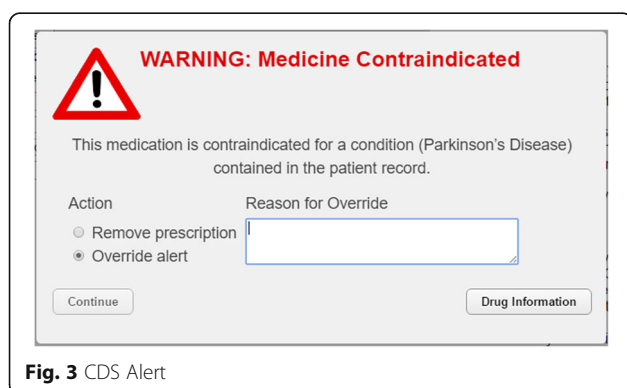 WARNING: Medicine Contraindicated
This medication is contraindicated for a condition (Parkinson's Disease)
contained in the patient record.
Action Reason for Override
Remove prescription
Override alert
Continue Drug Information
Fig. 3 CDS Alert